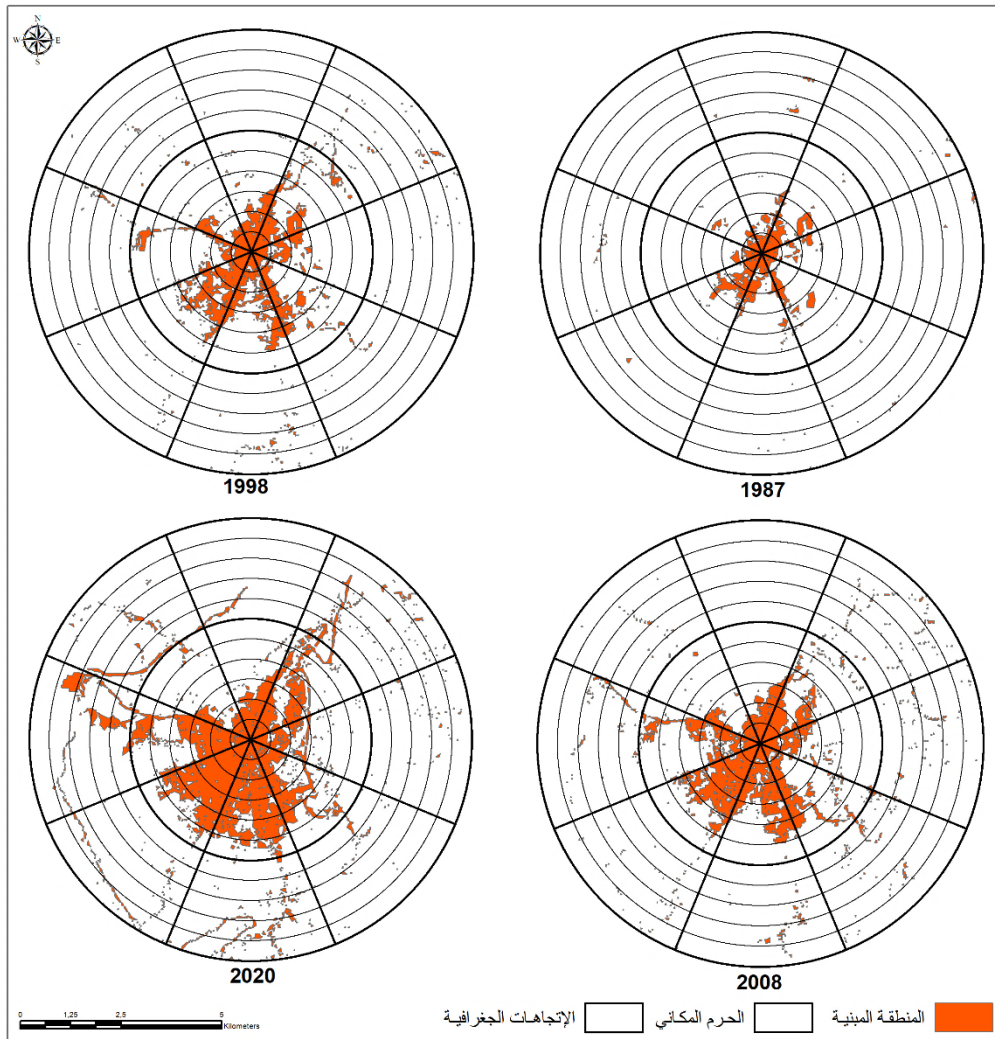 N
W E
S
1998
1987
2020
2008
0 1,25 2,5 5
Kilometers
المنطقة المبنية
الحرم المكاني
الإتجاهات الجغرافية